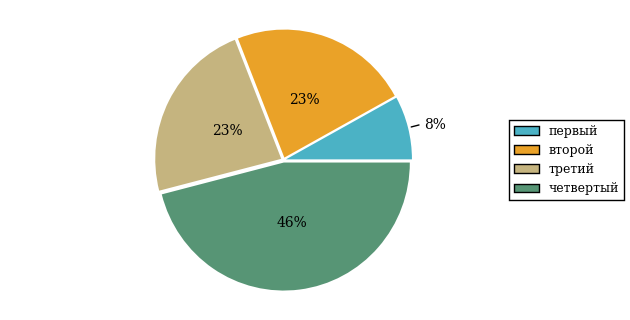 23%
8%
23%
46%
первый
второй
третий
четвертый